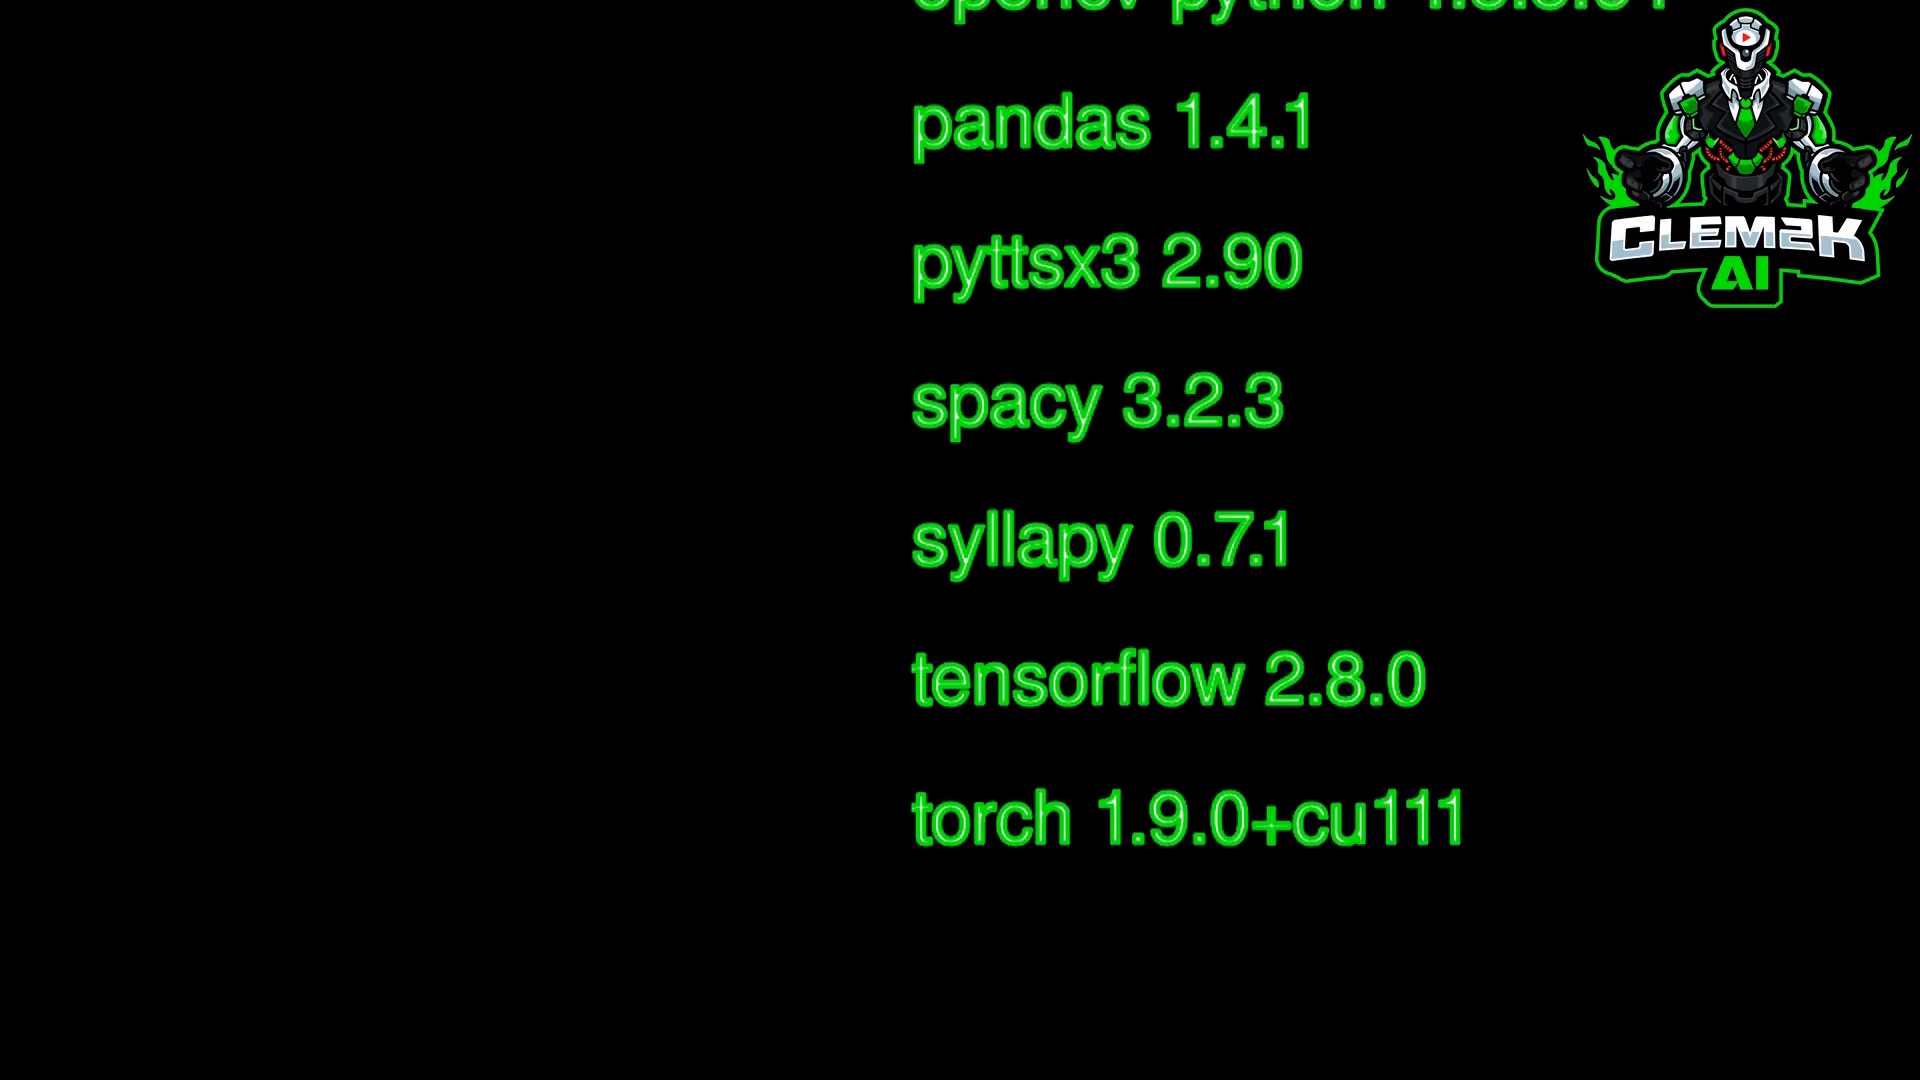 pandas 1.4.1
pyttsx3 2.90
spacy 3.2.3
syllapy 0.7.1
tensorflow 2.8.0
torch 1.9.0+cu111
CLEM2K
AI